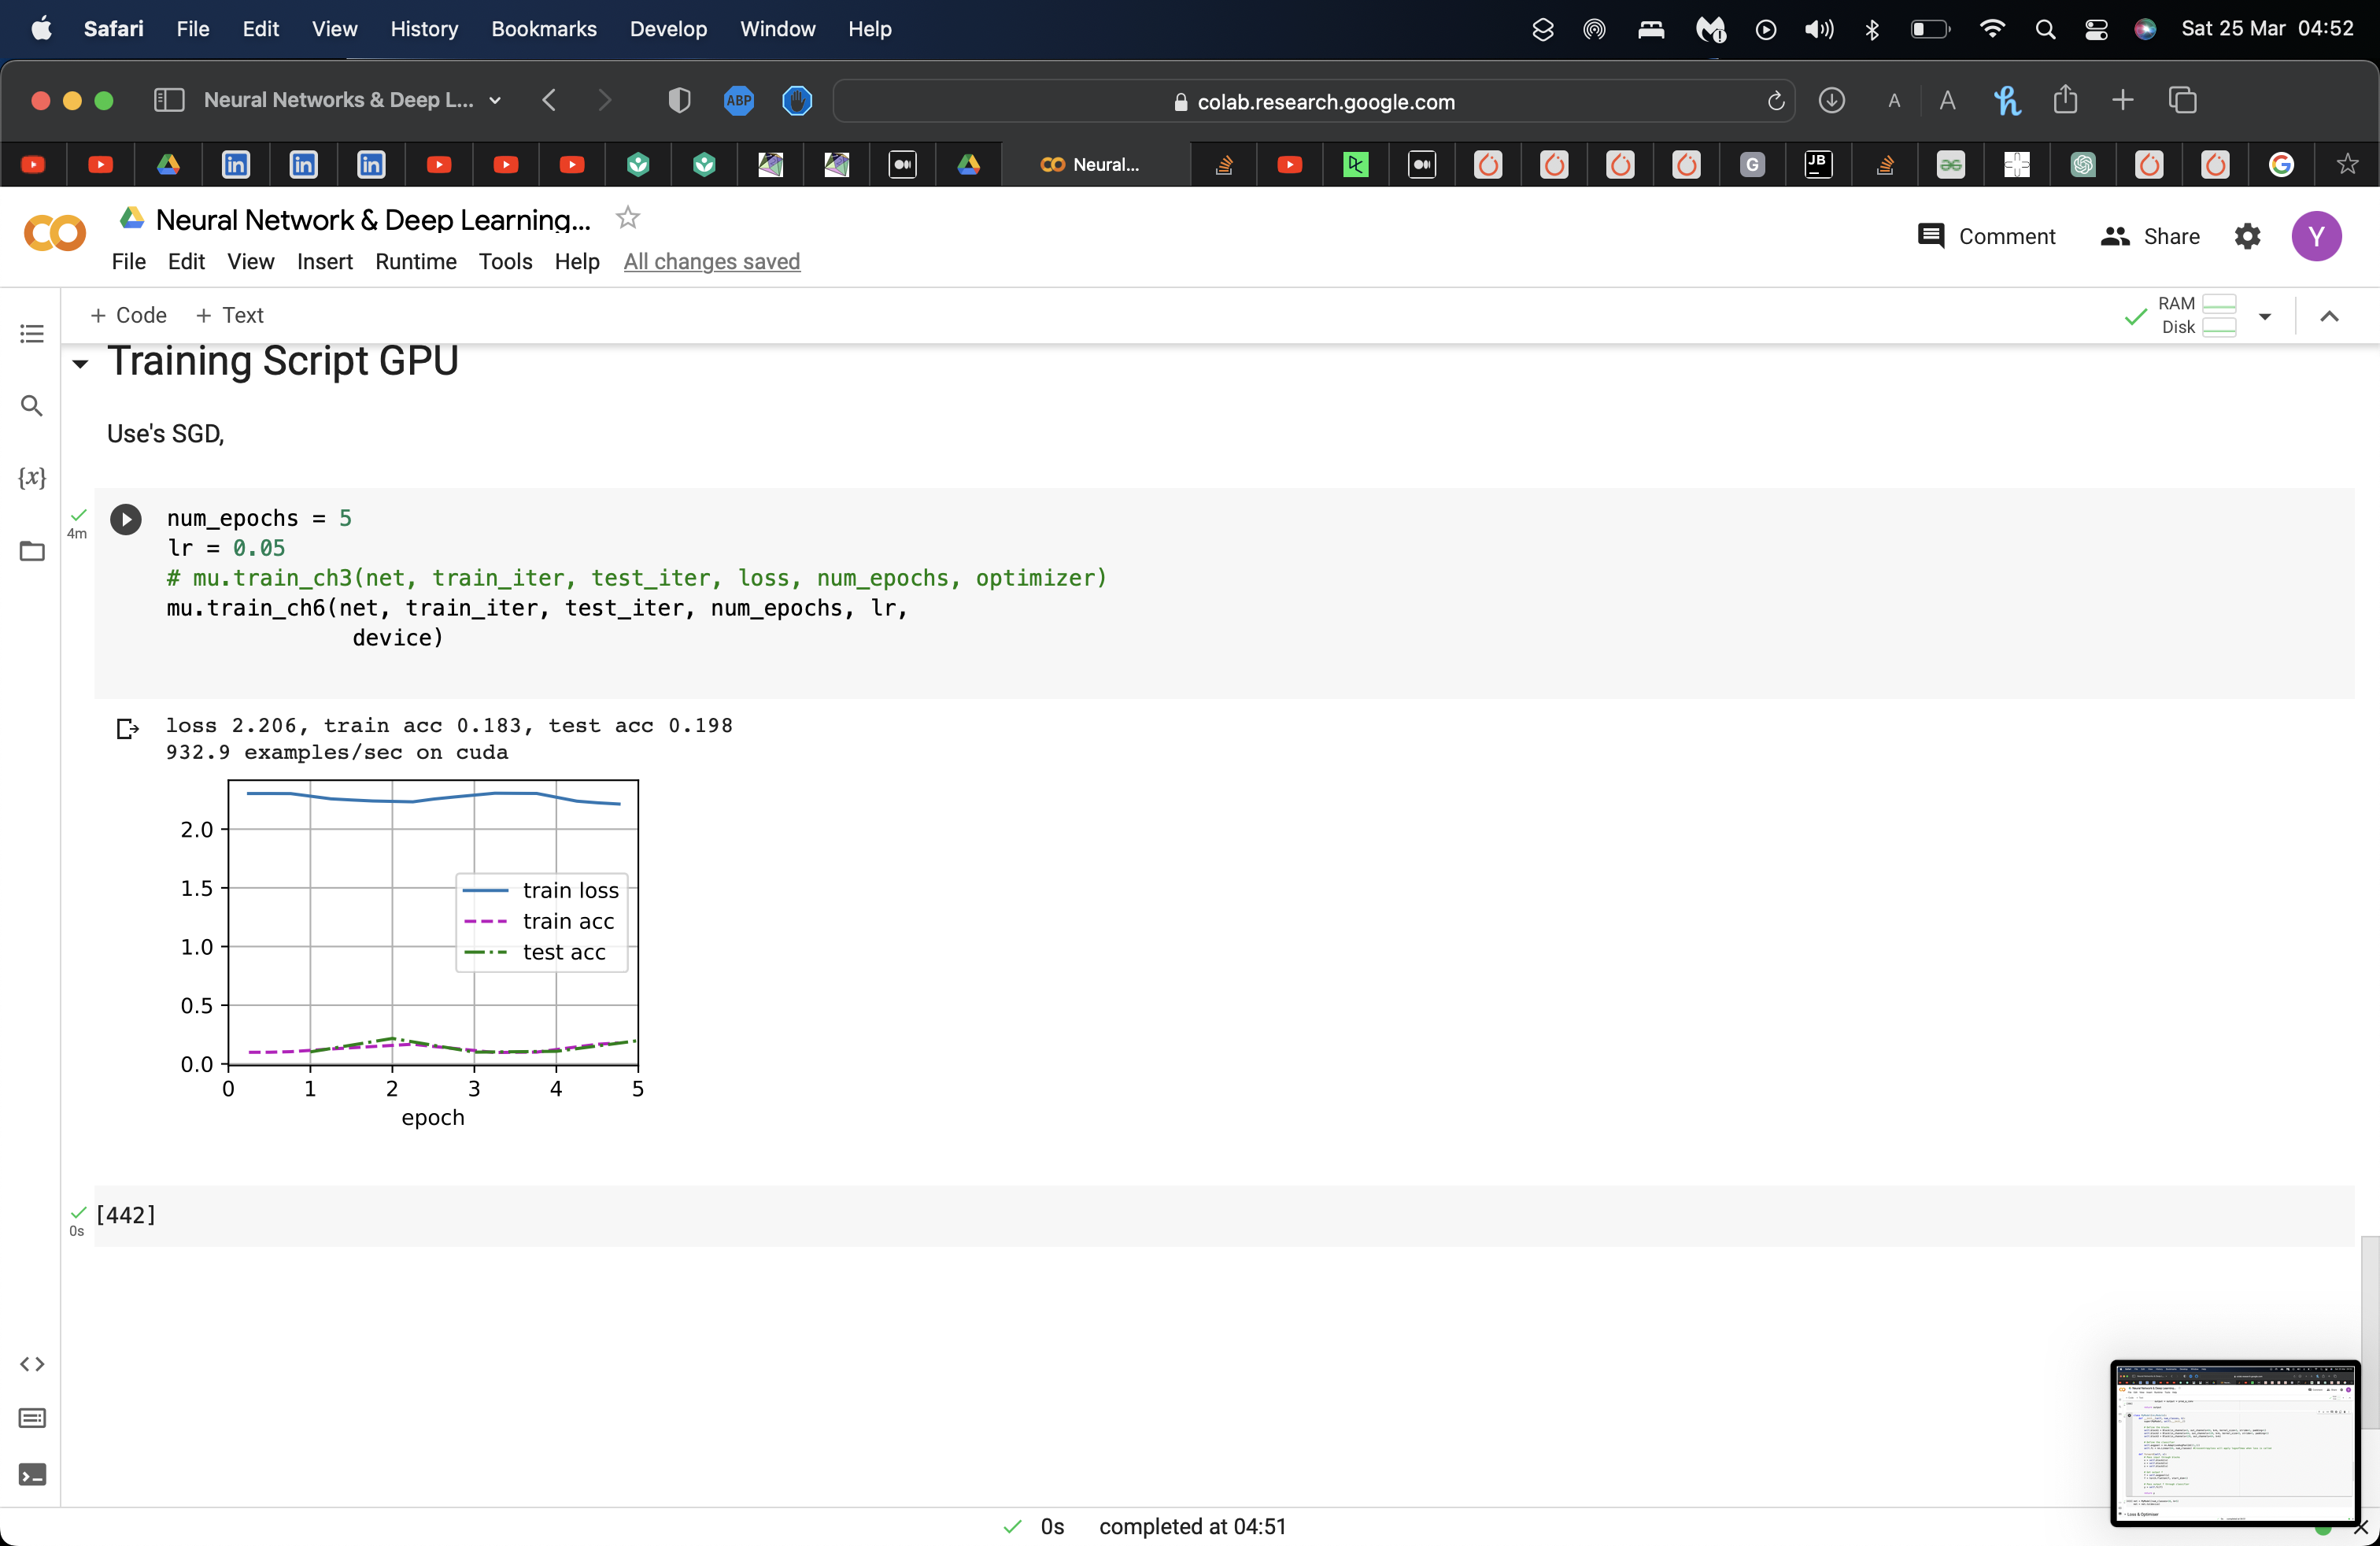 Safari File Edit View History Bookmarks Develop Window Help Sat 25 Mar 04:52
Neural Networks & Deep L... ABP colab.research.google.com A A
Neural... G JB
Neural Network & Deep Learning...
Comment Share Y
File Edit View Insert Runtime Tools Help All changes saved
+ Code + Text RAM
Disk
Training Script GPU
Use's SGD,
{x}
4m
num_epochs = 5
lr = 0.05
# mu.train_ch3(net, train_iter, test_iter, loss, num_epochs, optimizer)
mu.train_ch6(net, train_iter, test_iter, num_epochs, lr,
device)
loss 2.206, train acc 0.183, test acc 0.198
932.9 examples/sec on cuda
2.0
1.5
1.0
0.5
0.0
train loss
train acc
test acc
0 1 2 3 4 5
epoch
[442]
0s
0s completed at 04:51